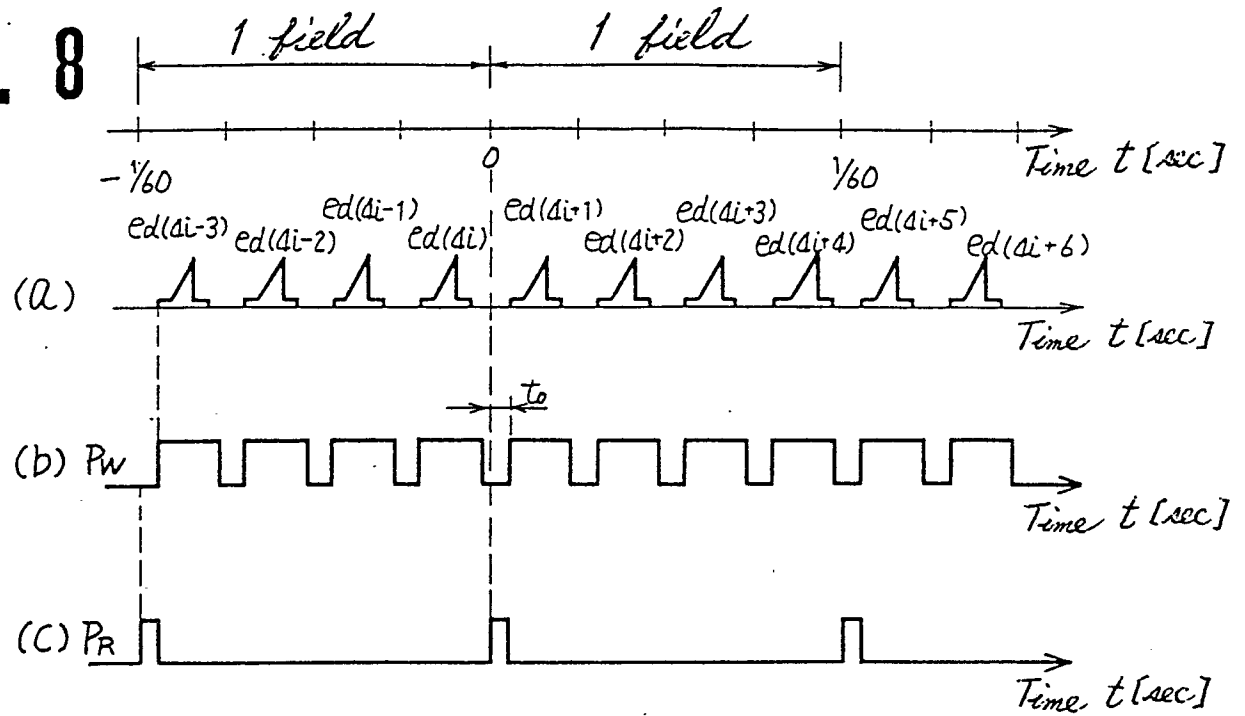 . 8
1 field 1 field
-1/60 0 1/60 Time t [sec]
ed(Δi-3) ed(Δi-2) ed(Δi-1) ed(Δi) ed(Δi+1) ed(Δi+2) ed(Δi+3) ed(Δi+4) ed(Δi+5) ed(Δi+6)
(a)
Time t [sec]
to
(b) PW
Time t [sec]
(C) PR
Time t [sec]